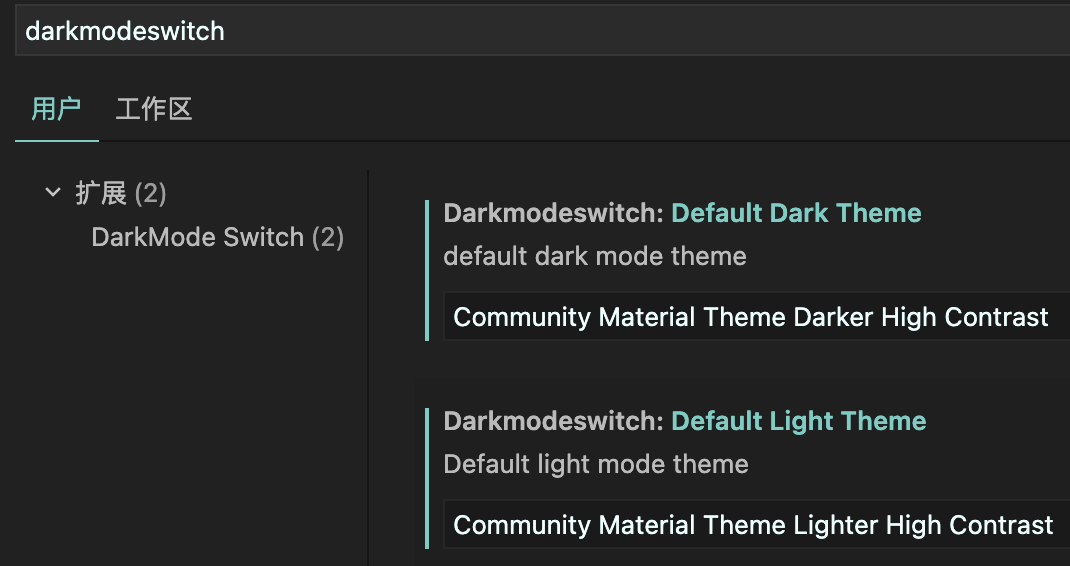 darkmodeswitch
用户 工作区
扩展 (2)
DarkMode Switch (2)
Darkmodeswitch: Default Dark Theme
default dark mode theme
Community Material Theme Darker High Contrast
Darkmodeswitch: Default Light Theme
Default light mode theme
Community Material Theme Lighter High Contrast